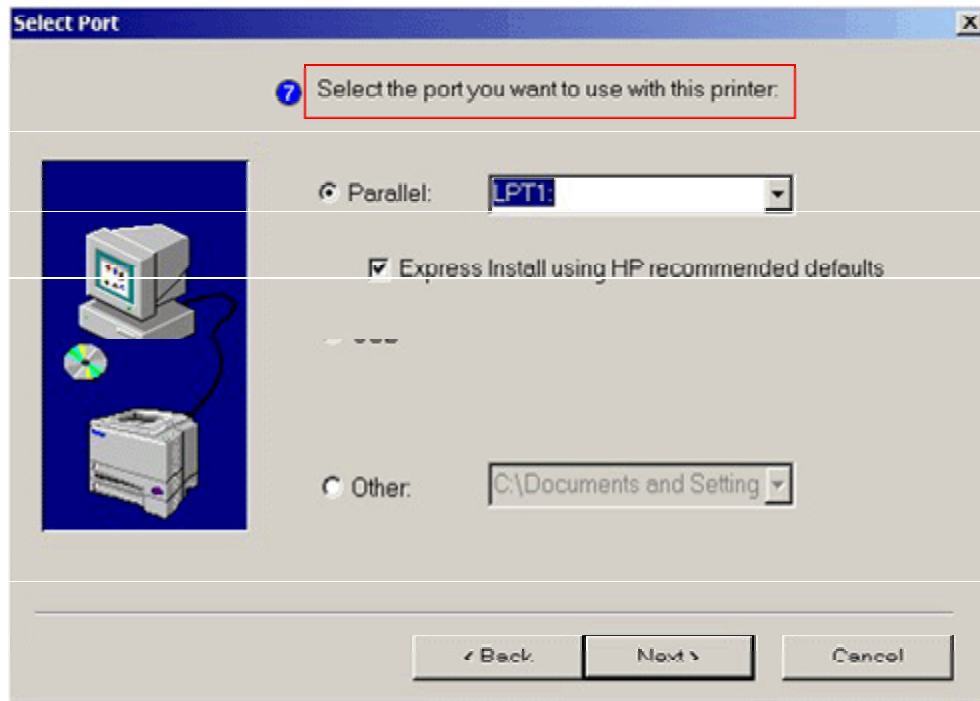 Select Port
Select the port you want to use with this printer:
Parallel: LPT1:
Express Install using HP recommended defaults
Other: C:\Documents and Setting
< Back Next > Cancel